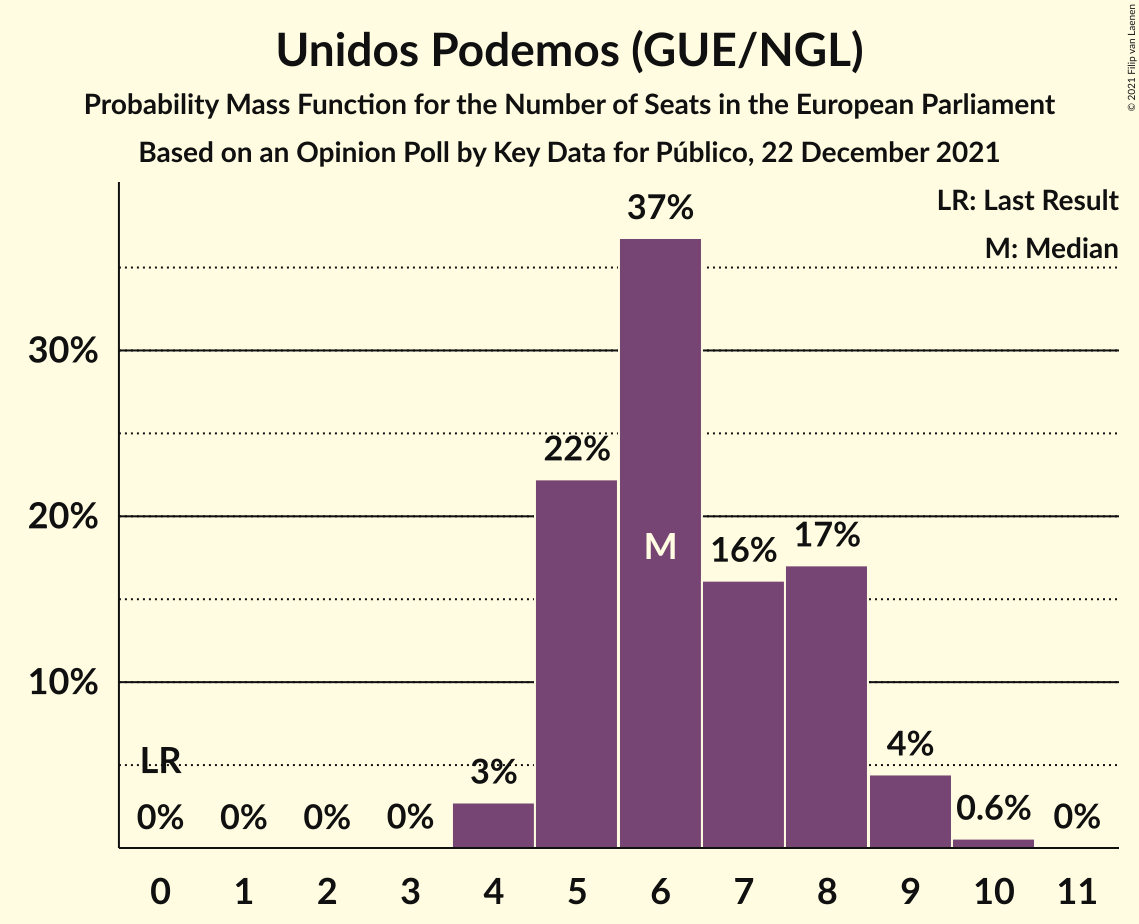 Unidos Podemos (GUE/NGL)
Probability Mass Function for the Number of Seats in the European Parliament
Based on an Opinion Poll by Key Data for Público, 22 December 2021
© 2021 Filip van Laenen
LR: Last Result
M: Median
37%
30%
22%
20%
M
16%
17%
10%
LR
0%
0%
0%
0%
3%
4%
0.6%
0%
0 1 2 3 4 5 6 7 8 9 10 11